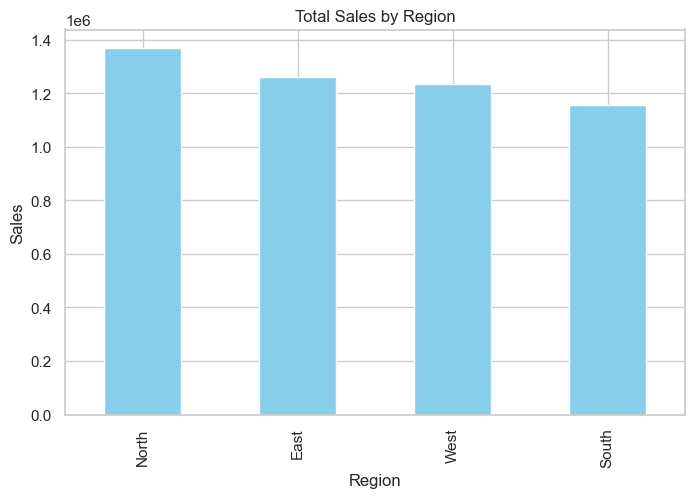 Total Sales by Region
1e6
1.4
1.2
1.0
0.8
0.6
0.4
0.2
0.0
Sales
North
East
West
South
Region